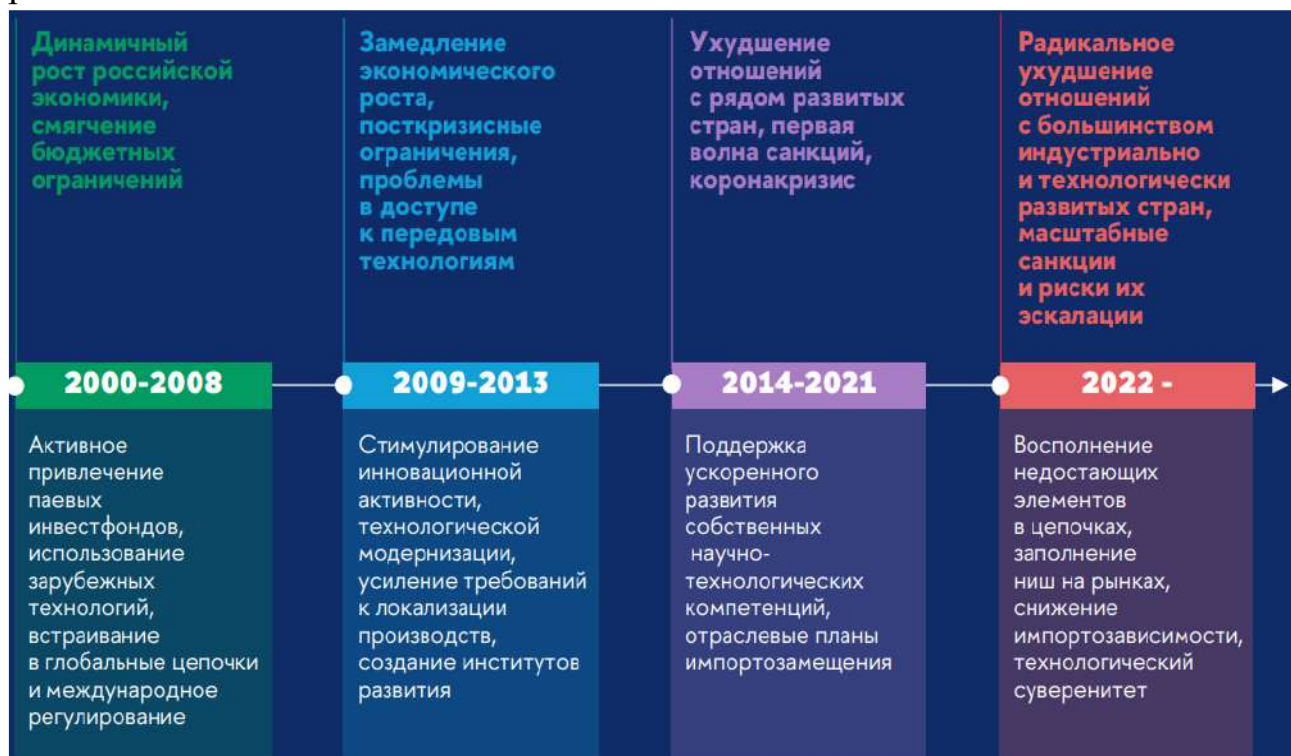 Динамичный
рост российской
экономики,
смягчение
бюджетных
ограничений
Замедление
экономического
роста,
посткризисные
ограничения,
проблемы
в доступе
к передовым
технологиям
Ухудшение
отношений
с рядом развитых
стран, первая
волна санкций,
коронакризис
Радикальное
ухудшение
отношений
с большинством
индустриально
и технологически
развитых стран,
масштабные
санкции
и риски их
эскалации
2000-2008
2009-2013
2014-2021
2022 -
Активное
привлечение
паевых
инвестфондов,
использование
зарубежных
технологий,
встраивание
в глобальные цепочки
и международное
регулирование
Стимулирование
инновационной
активности,
технологической
модернизации,
усиление требований
к локализации
производств,
создание институтов
развития
Поддержка
ускоренного
развития
собственных
научно-
технологических
компетенций,
отраслевые планы
импортозамещения
Восполнение
недостающих
элементов
в цепочках,
заполнение
ниш на рынках,
снижение
импортозависимости,
технологический
суверенитет